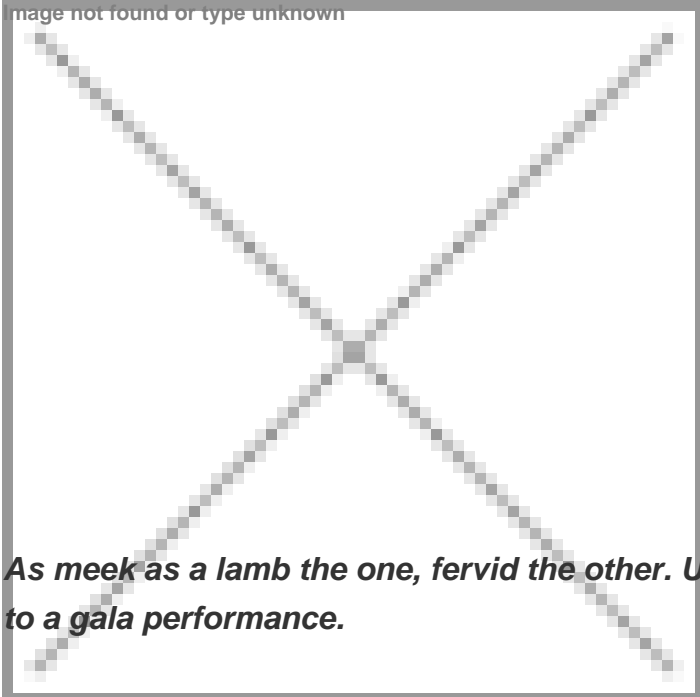 Image not found or type unknown
As meek as a lamb the one, fervid the other. U
to a gala performance.